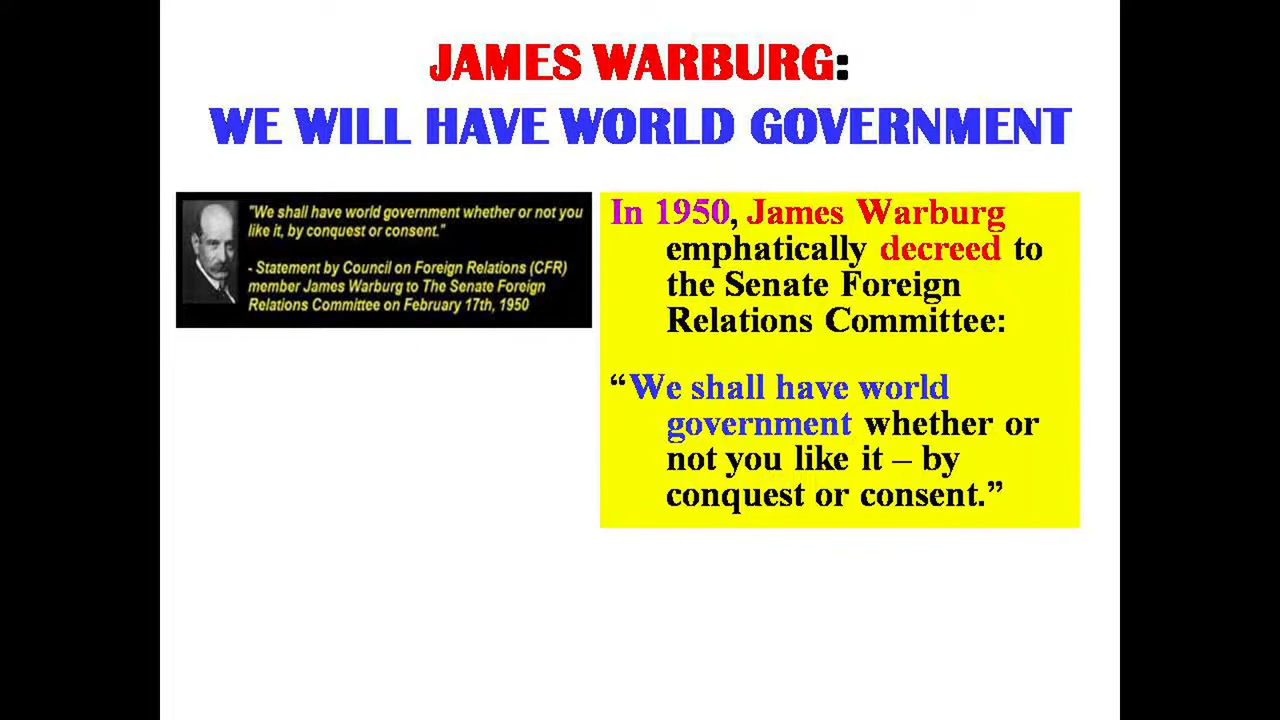 JAMES WARBURG:
WE WILL HAVE WORLD GOVERNMENT
"We shall have world government whether or not you
like it, by conquest or consent."
- Statement by Council on Foreign Relations (CFR)
member James Warburg to The Senate Foreign
Relations Committee on February 17th, 1950
In 1950, James Warburg
emphatically decreed to
the Senate Foreign
Relations Committee:
“We shall have world
government whether or
not you like it – by
conquest or consent.”